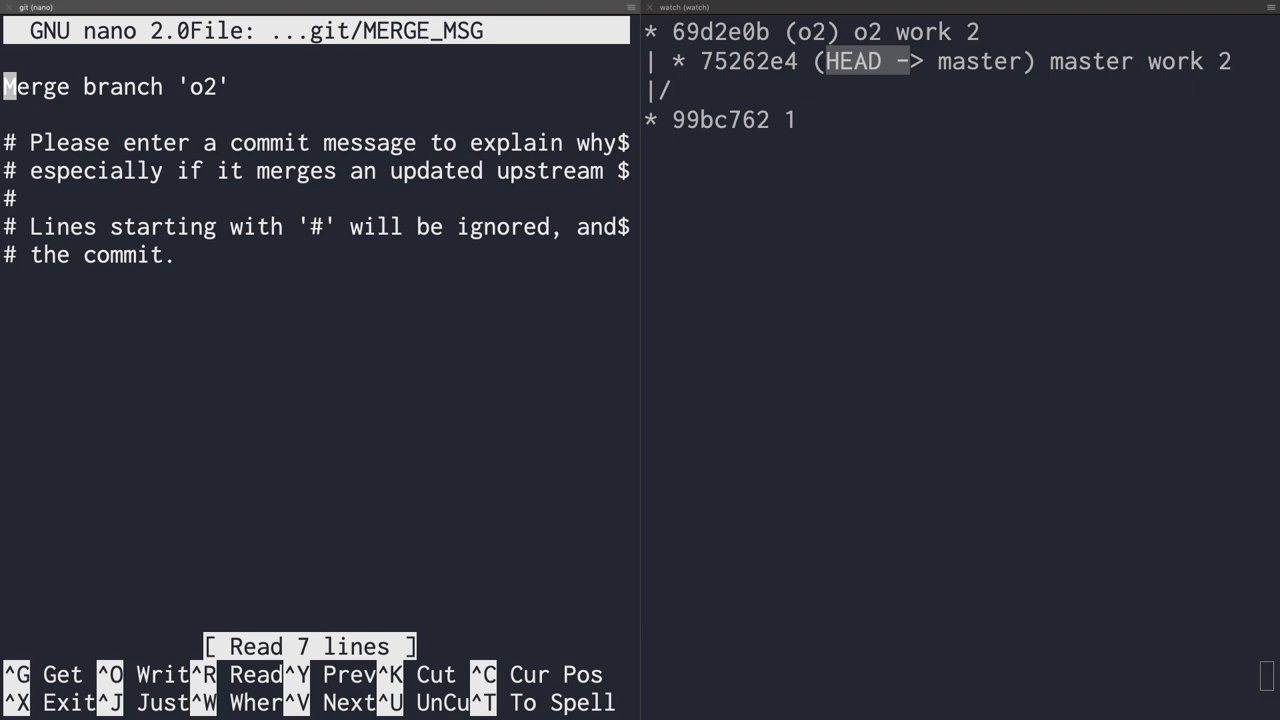 git (nano)
GNU nano 2.0File: ...git/MERGE_MSG
Merge branch 'o2'
# Please enter a commit message to explain why$
# especially if it merges an updated upstream $
#
# Lines starting with '#' will be ignored, and$
# the commit.
[ Read 7 lines ]
^G Get ^O Writ^R Read^Y Prev^K Cut ^C Cur Pos
^X Exit^J Just^W Wher^V Next^U UnCu^T To Spell
watch (watch)
* 69d2e0b (o2) o2 work 2
| * 75262e4 (HEAD -> master) master work 2
|/
* 99bc762 1